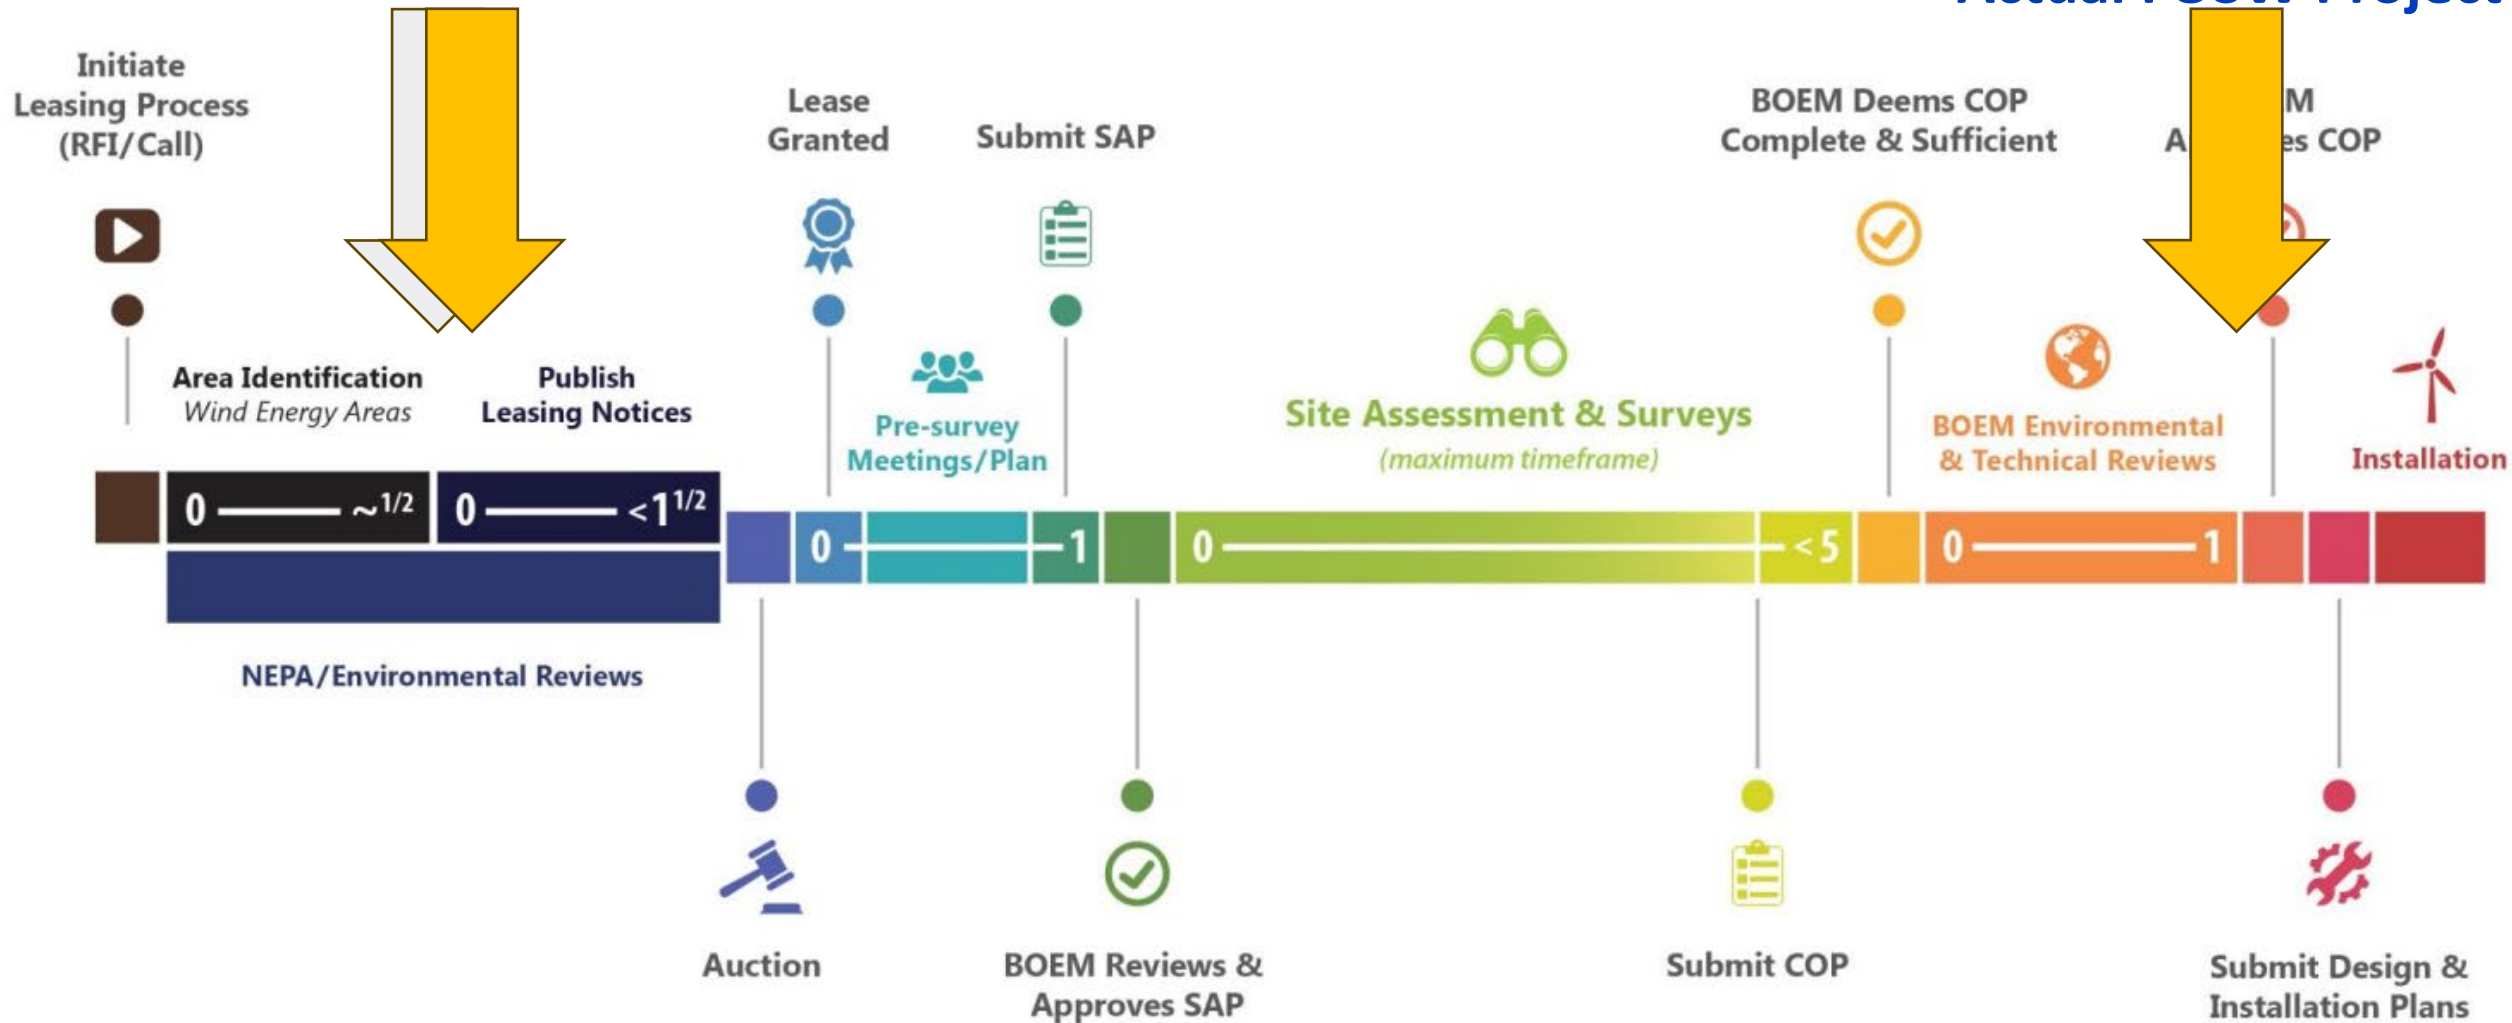 Initiate
Leasing Process
(RFI/Call)
Lease
Granted
Submit SAP
BOEM Deems COP
Complete & Sufficient
COP
Area Identification
Wind Energy Areas
Publish
Leasing Notices
Pre-survey
Meetings/Plan
Site Assessment & Surveys
(maximum timeframe)
BOEM Environmental
& Technical Reviews
Installation
0 ~1/2
0 <1 1/2
0 1
0 <5
0 1
NEPA/Environmental Reviews
Auction
BOEM Reviews &
Approves SAP
Submit COP
Submit Design &
Installation Plans